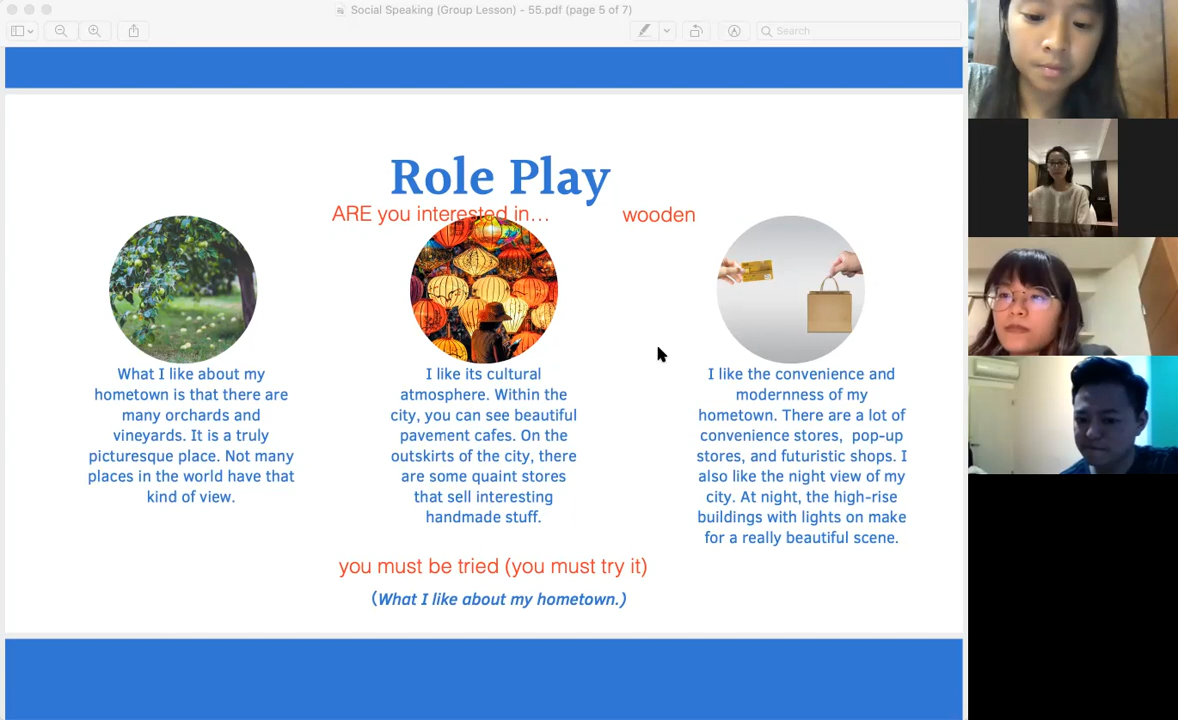 Social Speaking (Group Lesson) - 55.pdf (page 5 of 7)
Search
Role Play
ARE you interested in…
wooden
What I like about my
hometown is that there are
many orchards and
vineyards. It is a truly
picturesque place. Not many
places in the world have that
kind of view.
I like its cultural
atmosphere. Within the
city, you can see beautiful
pavement cafes. On the
outskirts of the city, there
are some quaint stores
that sell interesting
handmade stuff.
I like the convenience and
modernness of my
hometown. There are a lot of
convenience stores, pop-up
stores, and futuristic shops. I
also like the night view of my
city. At night, the high-rise
buildings with lights on make
for a really beautiful scene.
you must be tried (you must try it)
(What I like about my hometown.)